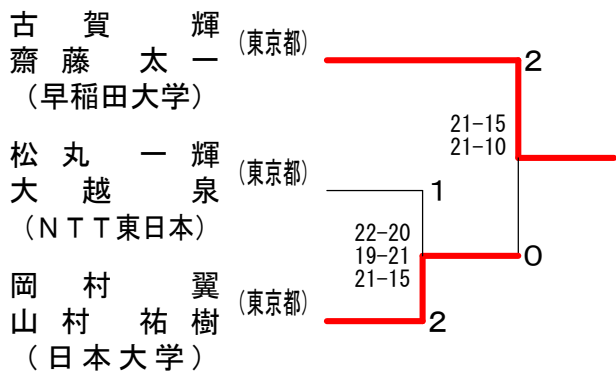 古賀 輝
齋藤 太一
(早稲田大学)
(東京都)
2
21-15
21-10
松丸 一輝
大越 泉
(NTT東日本)
(東京都)
1
22-20
19-21
21-15
0
岡村 翼
山村 祐樹
(日本大学)
(東京都)
2